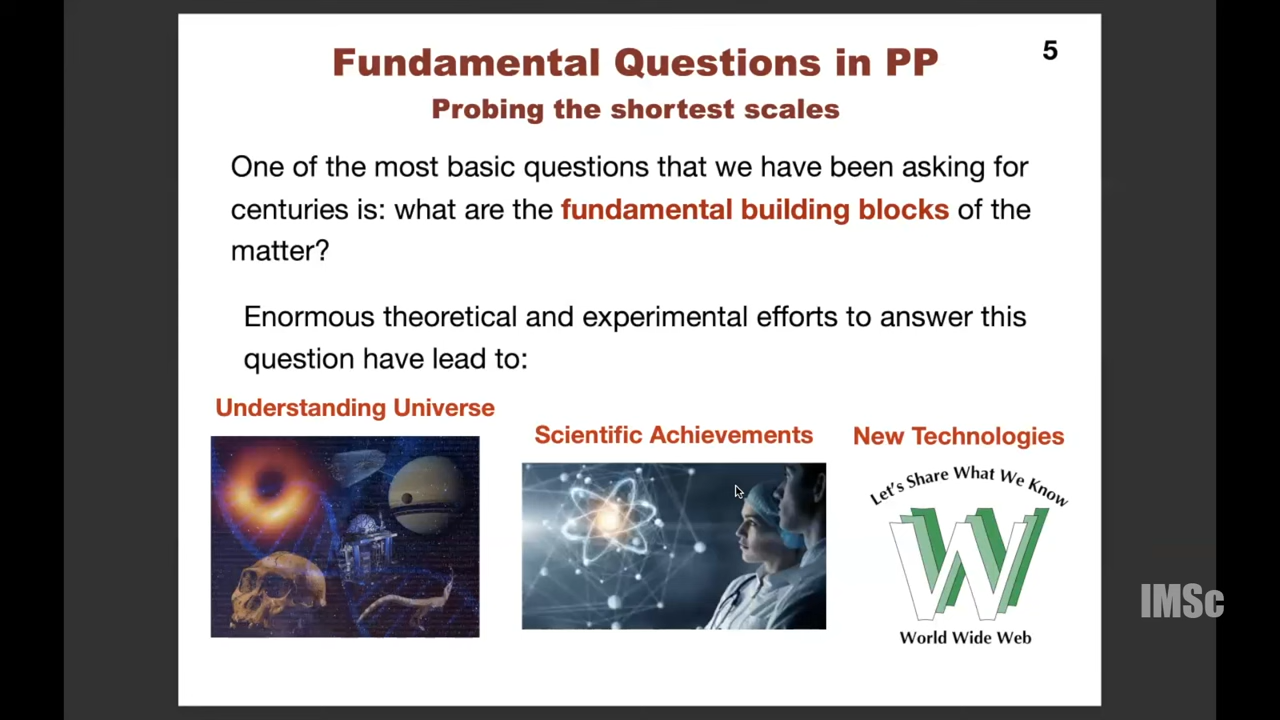 Fundamental Questions in PP
5
Probing the shortest scales
One of the most basic questions that we have been asking for
centuries is: what are the fundamental building blocks of the
matter?
Enormous theoretical and experimental efforts to answer this
question have lead to:
Understanding Universe
Scientific Achievements
New Technologies
Let's Share What We Know
W
World Wide Web
IMSc